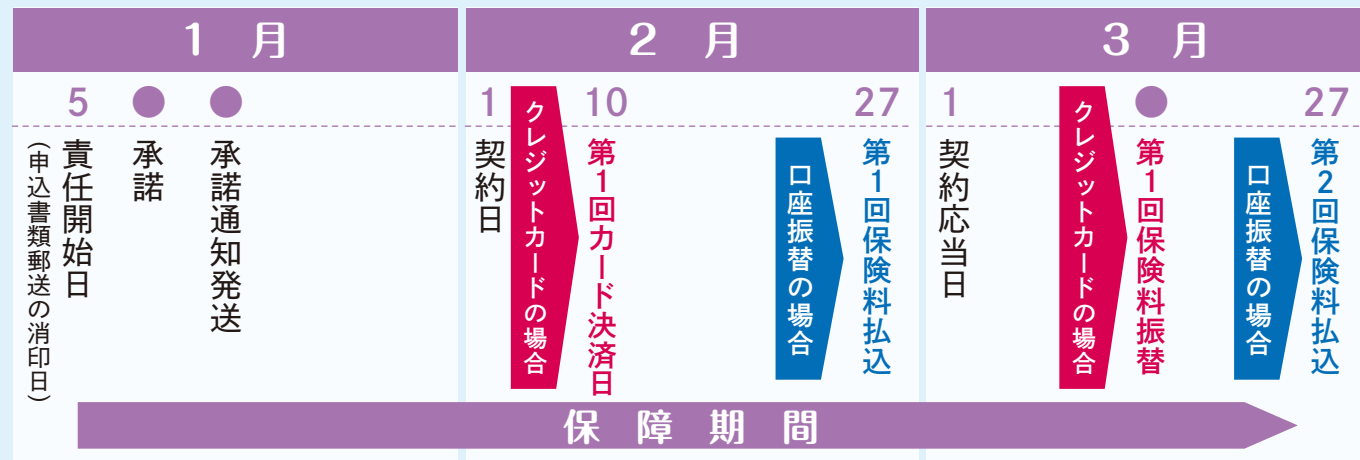 1月
5
責任開始日
(申込書類郵送の消印日)
●
承諾
●
承諾通知発送
2月
1
契約日
クレジットカードの場合
10
第1回カード決済日
口座振替の場合
27
第1回保険料払込
3月
1
契約応当日
クレジットカードの場合
●
第1回保険料振替
口座振替の場合
27
第2回保険料払込
保障期間